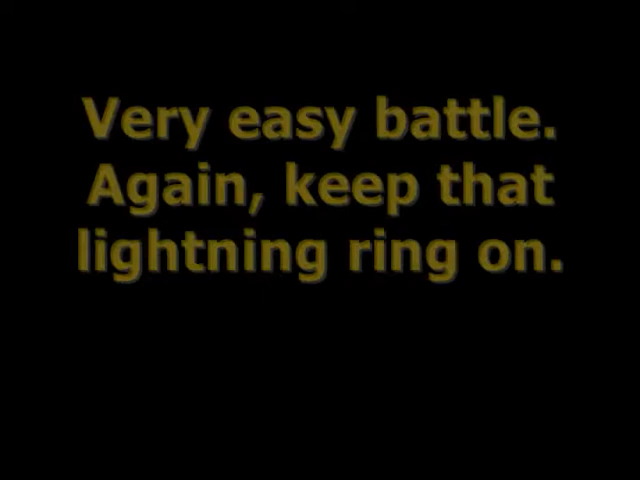 Very easy battle.
Again, keep that
lightning ring on.